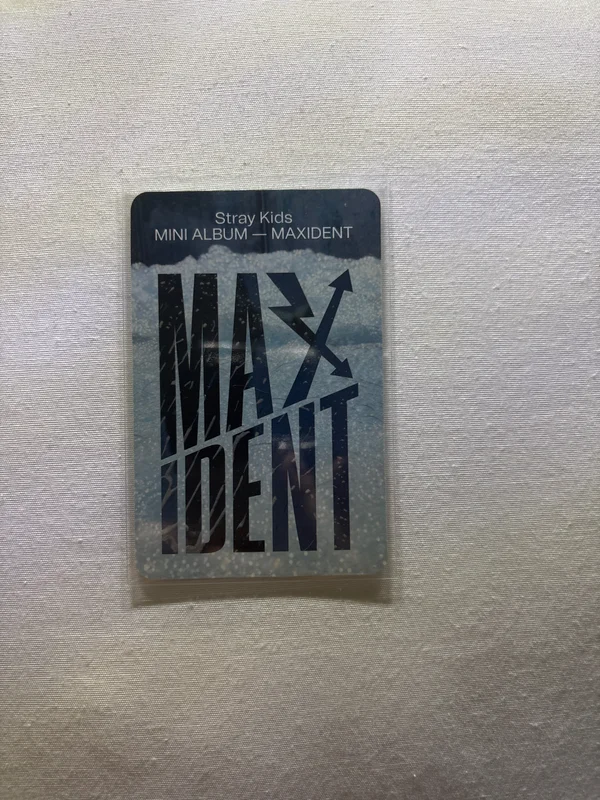 Stray Kids
MINI ALBUM — MAXIDENT
MAX
IDENT